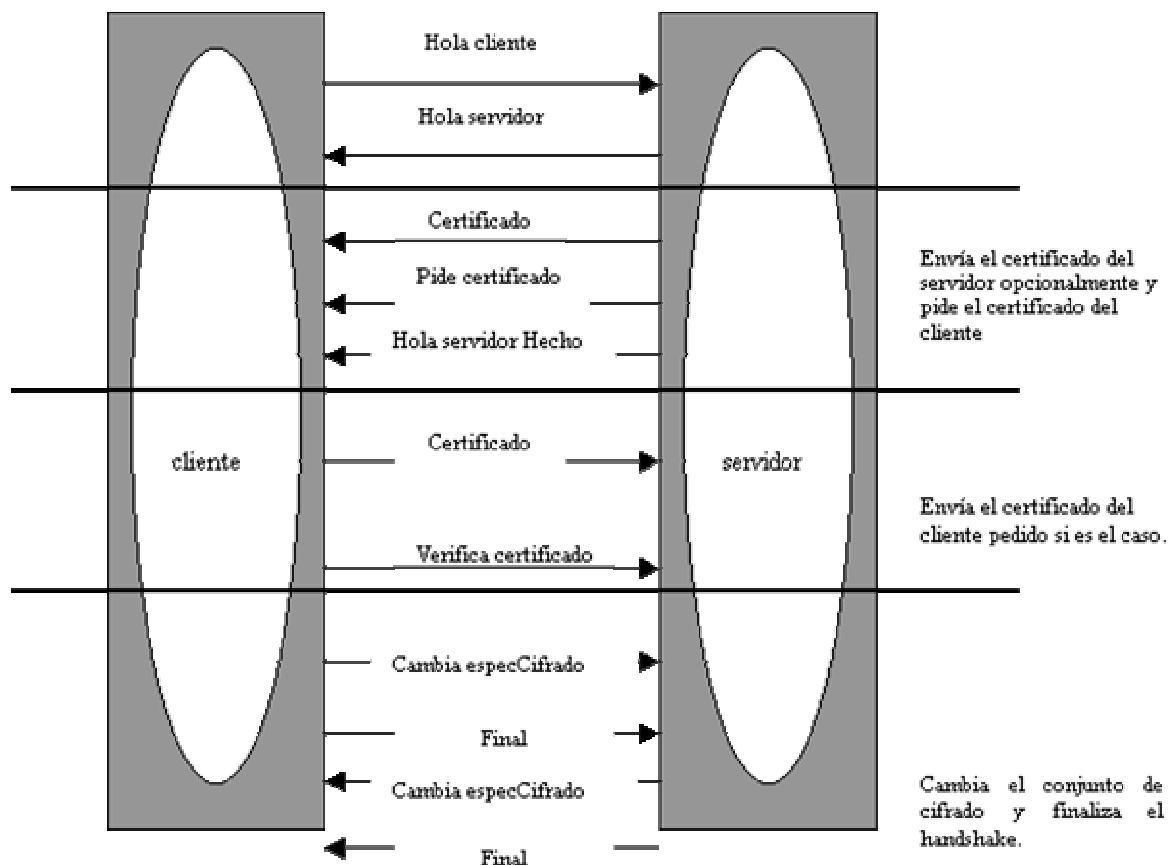 Hola cliente
Hola servidor
Certificado
Pide certificado
Hola servidor Hecho
Envía el certificado del
servidor opcionalmente y
pide el certificado del
cliente
cliente
Certificado
servidor
Verifica certificado
Envía el certificado del
cliente pedido si es el caso.
Cambia especCifrado
Final
Cambia especCifrado
Final
Cambia el conjunto de
cifrado y finaliza el
handshake.